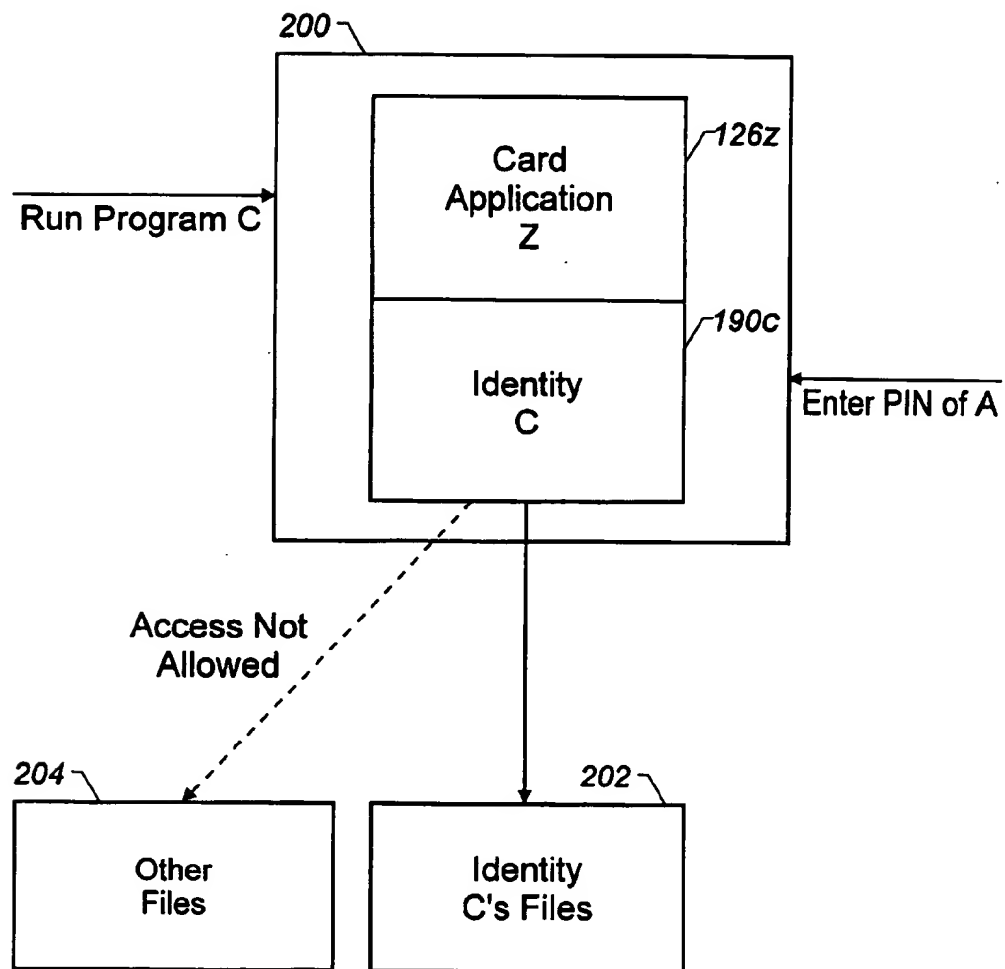 200
126z
Card
Application
Z
Run Program C
190c
Identity
C
Enter PIN of A
Access Not
Allowed
204
202
Other
Files
Identity
C's Files